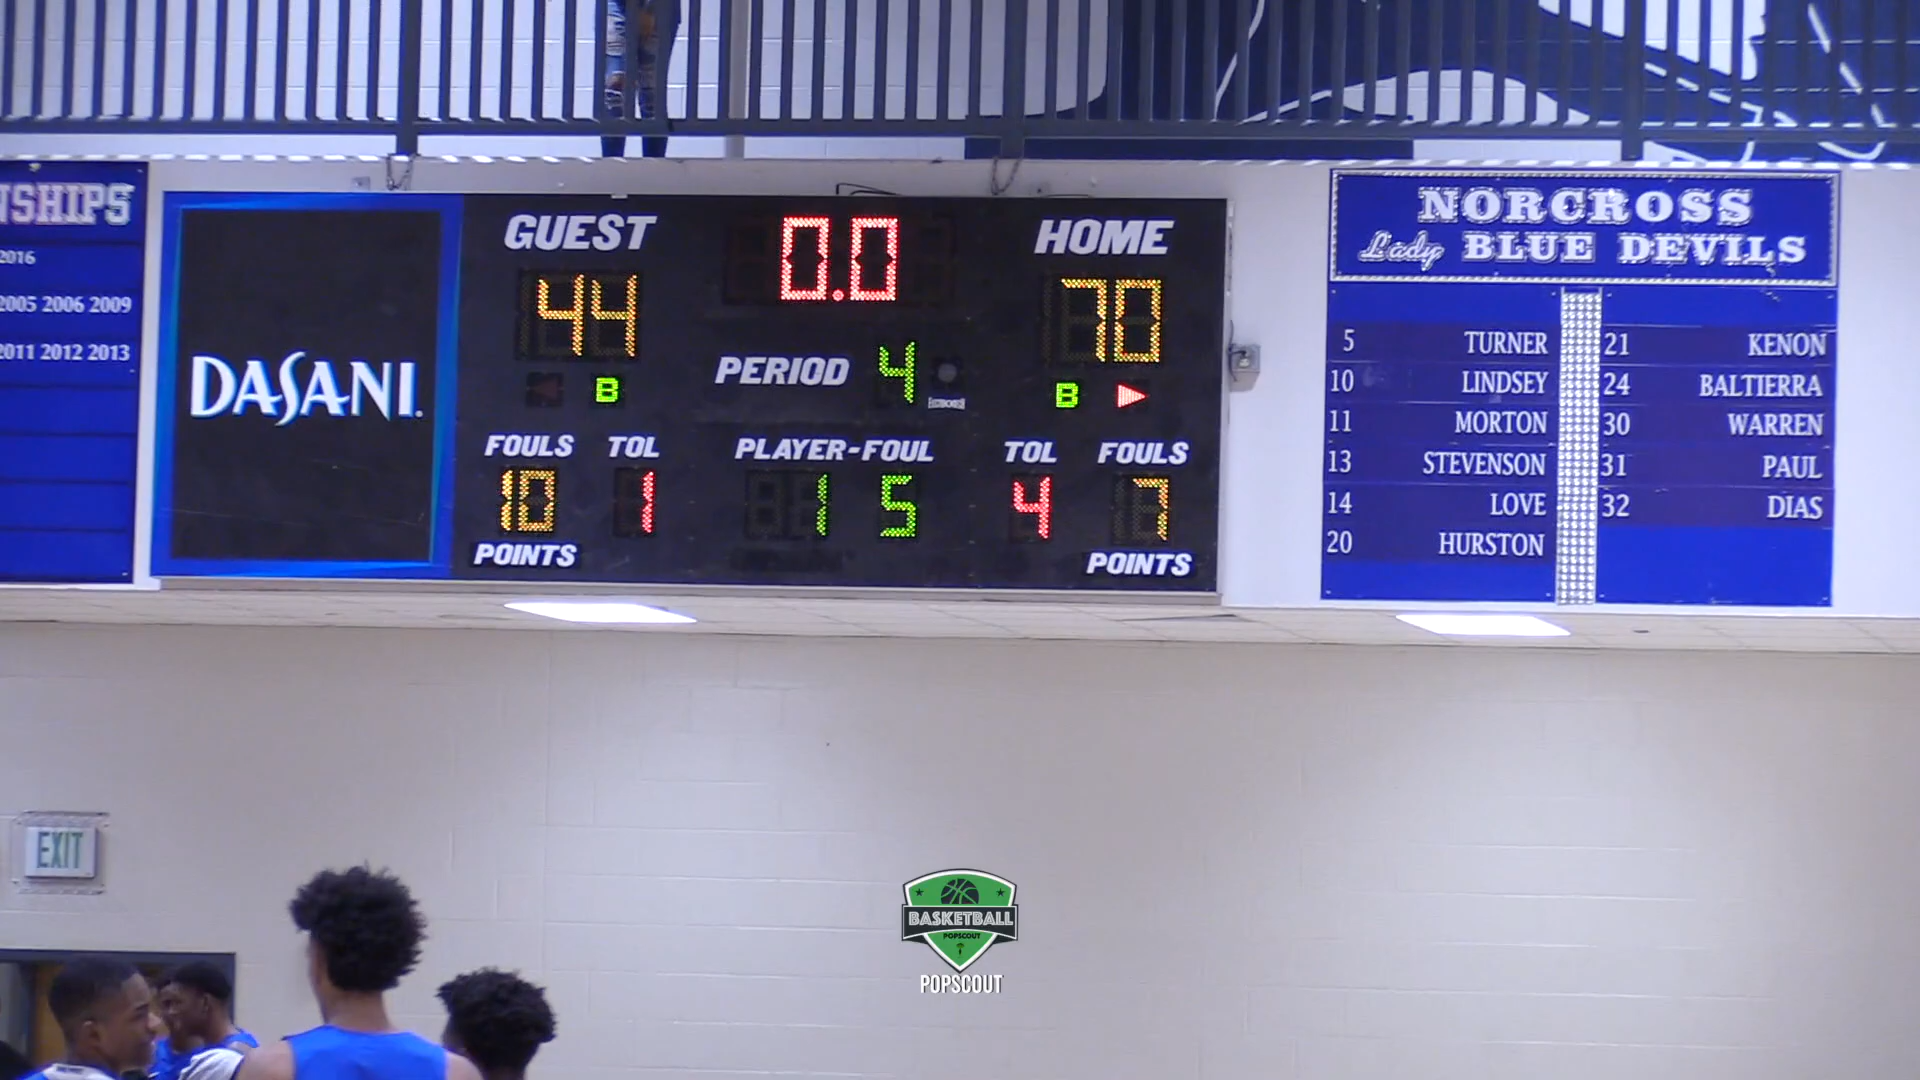 NSHIPS
2016
2005 2006 2009
2011 2012 2013
DASANI
GUEST
0.0
HOME
44
70
PERIOD 4
B
B
FOULS
TOL
PLAYER-FOUL
TOL
FOULS
10
1
1 5
4
7
POINTS
POINTS
NORCROSS
Lady BLUE DEVILS
5 TURNER
10 LINDSEY
11 MORTON
13 STEVENSON
14 LOVE
20 HURSTON
21 KENON
24 BALTIERRA
30 WARREN
31 PAUL
32 DIAS
EXIT
BASKETBALL
POPSCOUT
POPSCOUT